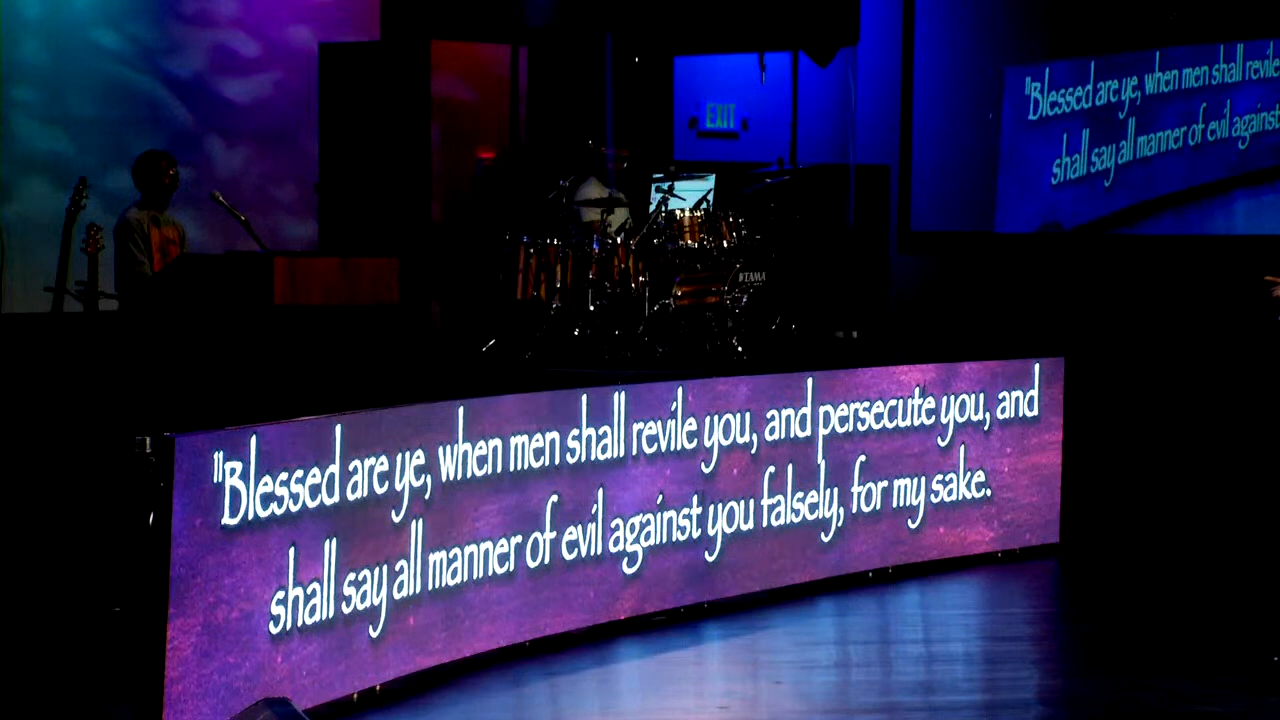 EXIT
"Blessed are ye, when men shall revile
shall say all manner of evil against
TAMA
"Blessed are ye, when men shall revile you, and persecute you, and
shall say all manner of evil against you falsely, for my sake.